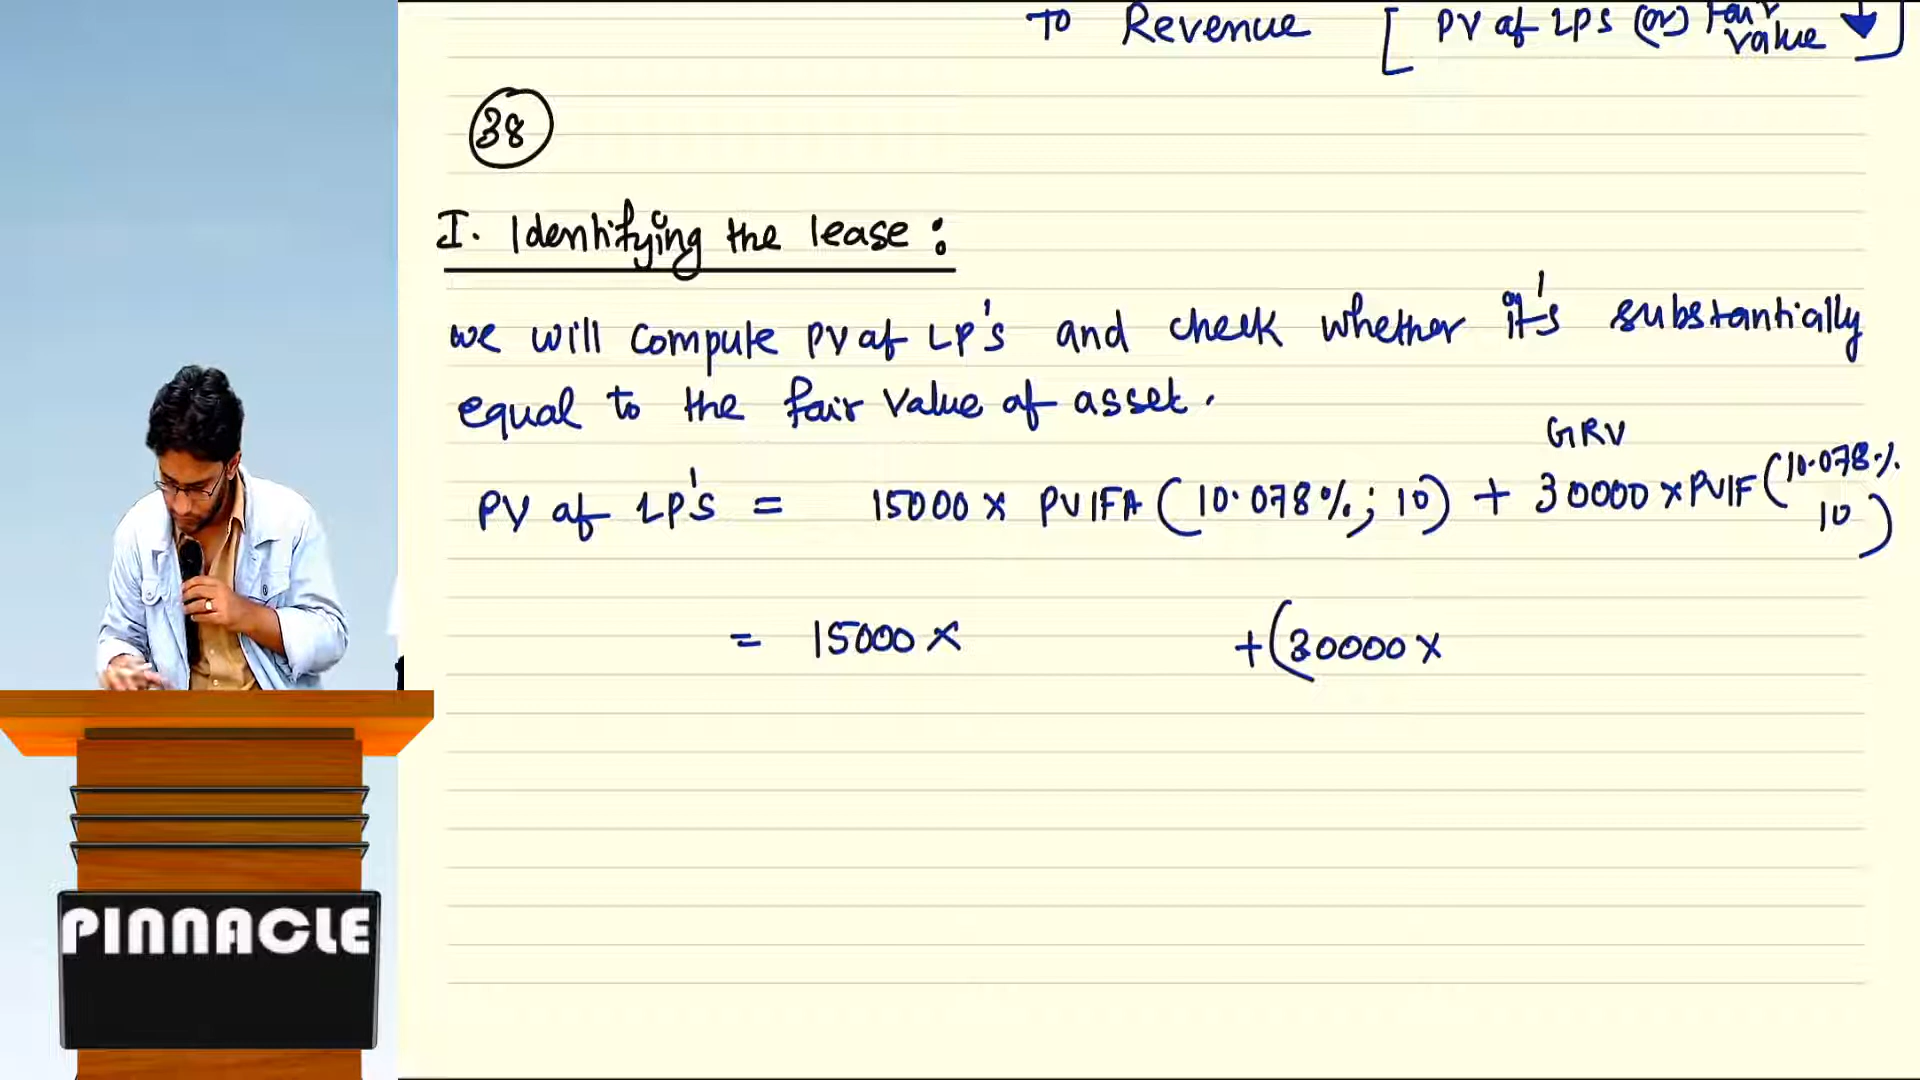 To Revenue [ PV of LPS (or) Fair value ↓ ]
38
I. Identifying the lease :
we will compute PV of LP's and check whether it's substantially
equal to the fair value of asset.
GRV
PV of LP's = 15000 x PVIFA (10.078%; 10) + 30000 x PVIF (10.078% 10)
= 15000 x + (30000 x
PINNACLE